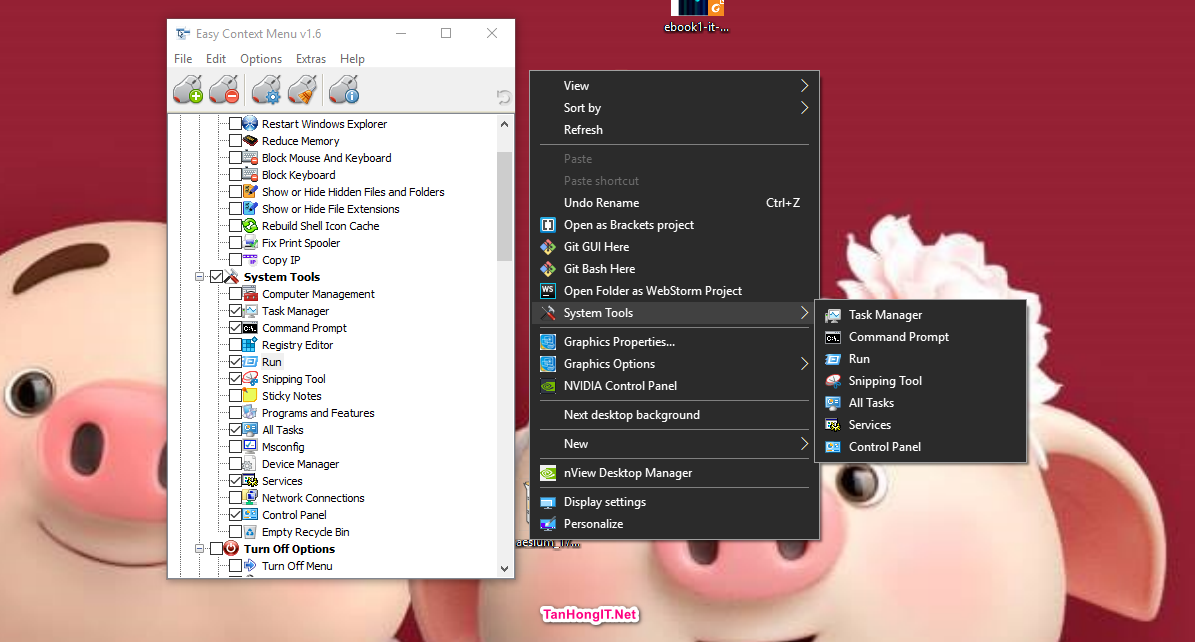 ebook1-it-...
Easy Context Menu v1.6
File Edit Options Extras Help
Restart Windows Explorer
Reduce Memory
Block Mouse And Keyboard
Block Keyboard
Show or Hide Hidden Files and Folders
Show or Hide File Extensions
Rebuild Shell Icon Cache
Fix Print Spooler
Copy IP
System Tools
Computer Management
Task Manager
Command Prompt
Registry Editor
Run
Snipping Tool
Sticky Notes
Programs and Features
All Tasks
Msconfig
Device Manager
Services
Network Connections
Control Panel
Empty Recycle Bin
Turn Off Options
Turn Off Menu
View
Sort by
Refresh
Paste
Paste shortcut
Undo Rename Ctrl+Z
Open as Brackets project
Git GUI Here
Git Bash Here
WS Open Folder as WebStorm Project
System Tools
Graphics Properties...
Graphics Options
NVIDIA Control Panel
Next desktop background
New
nView Desktop Manager
Display settings
Personalize
Task Manager
Command Prompt
Run
Snipping Tool
All Tasks
Services
Control Panel
TanHongIT.Net